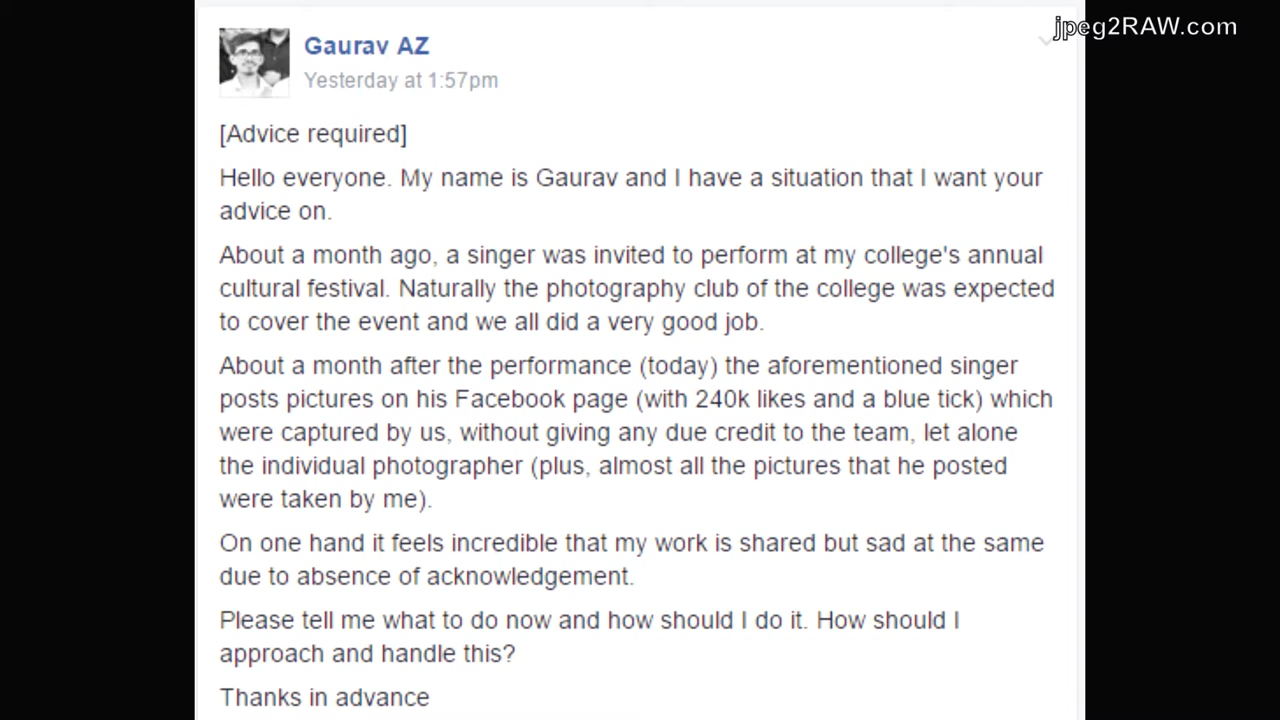 jpeg2RAW.com
Gaurav AZ
Yesterday at 1:57pm
[Advice required]
Hello everyone. My name is Gaurav and I have a situation that I want your
advice on.
About a month ago, a singer was invited to perform at my college's annual
cultural festival. Naturally the photography club of the college was expected
to cover the event and we all did a very good job.
About a month after the performance (today) the aforementioned singer
posts pictures on his Facebook page (with 240k likes and a blue tick) which
were captured by us, without giving any due credit to the team, let alone
the individual photographer (plus, almost all the pictures that he posted
were taken by me).
On one hand it feels incredible that my work is shared but sad at the same
due to absence of acknowledgement.
Please tell me what to do now and how should I do it. How should I
approach and handle this?
Thanks in advance